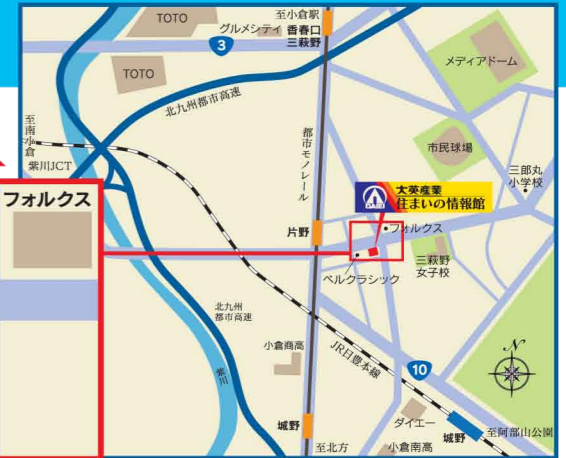 TOTO
至小倉駅
グルメシティ
香春口
三萩野
3
TOTO
メディアドーム
北九州都市高速
至南小倉
都市モノレール
市民球場
紫川JCT
三郎丸
小学校
大英産業
住まいの情報館
フォルクス
フォルクス
片野
三萩野
女子校
ベルクラシック
北九州
都市高速
小倉商高
JR日豊本線
紫川
10
N
ダイエー
城野
城野
至阿部山公園
至北方
小倉南高